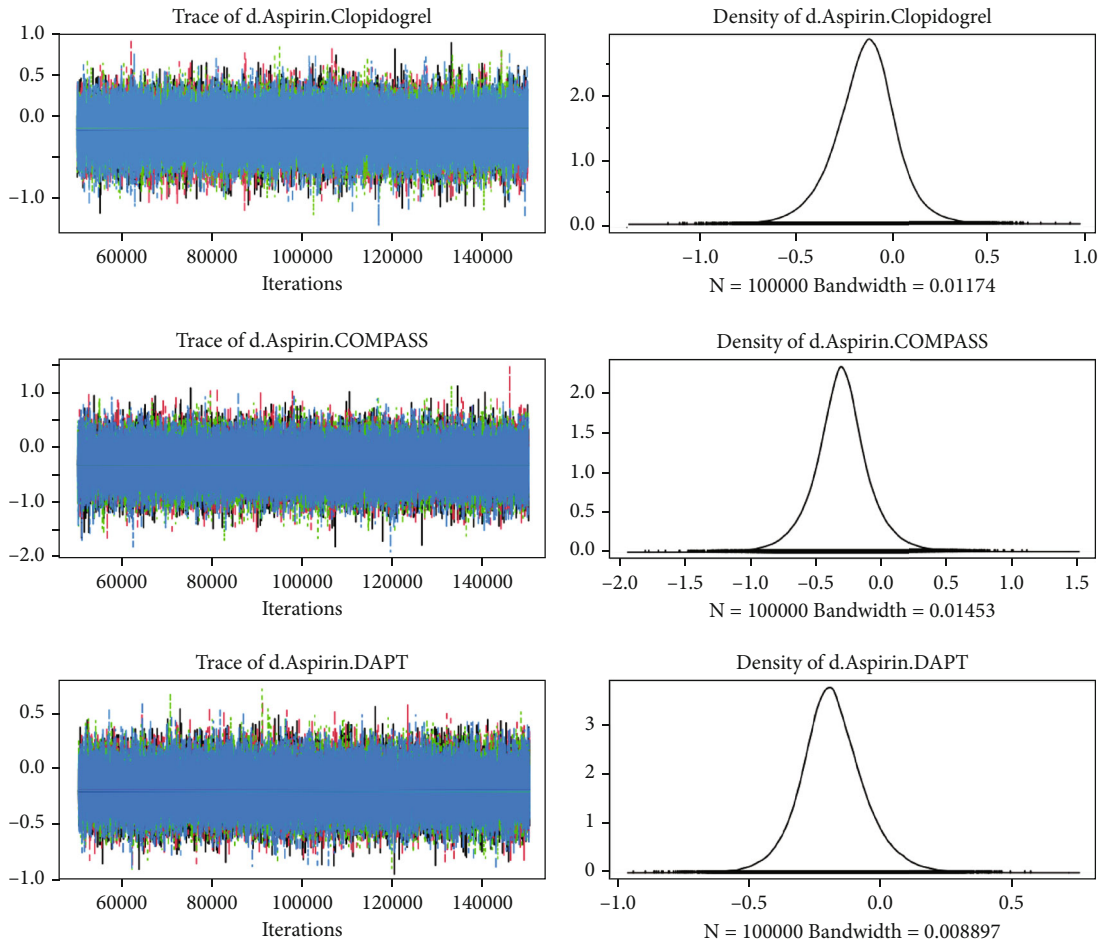 Trace of d.Aspirin.Clopidogrel
1.0
0.5
0.0
–1.0
60000 80000 100000 120000 140000
Iterations
Density of d.Aspirin.Clopidogrel
2.0
1.0
0.0
–1.0 –0.5 0.0 0.5 1.0
N = 100000 Bandwidth = 0.01174
Trace of d.Aspirin.COMPASS
1.0
0.0
–1.0
–2.0
60000 80000 100000 120000 140000
Iterations
Density of d.Aspirin.COMPASS
2.0
1.5
1.0
0.5
0.0
–2.0 –1.5 –1.0 –0.5 0.0 0.5 1.0 1.5
N = 100000 Bandwidth = 0.01453
Trace of d.Aspirin.DAPT
0.5
0.0
–0.5
–1.0
60000 80000 100000 120000 140000
Iterations
Density of d.Aspirin.DAPT
3
2
1
0
–1.0 –0.5 0.0 0.5
N = 100000 Bandwidth = 0.008897